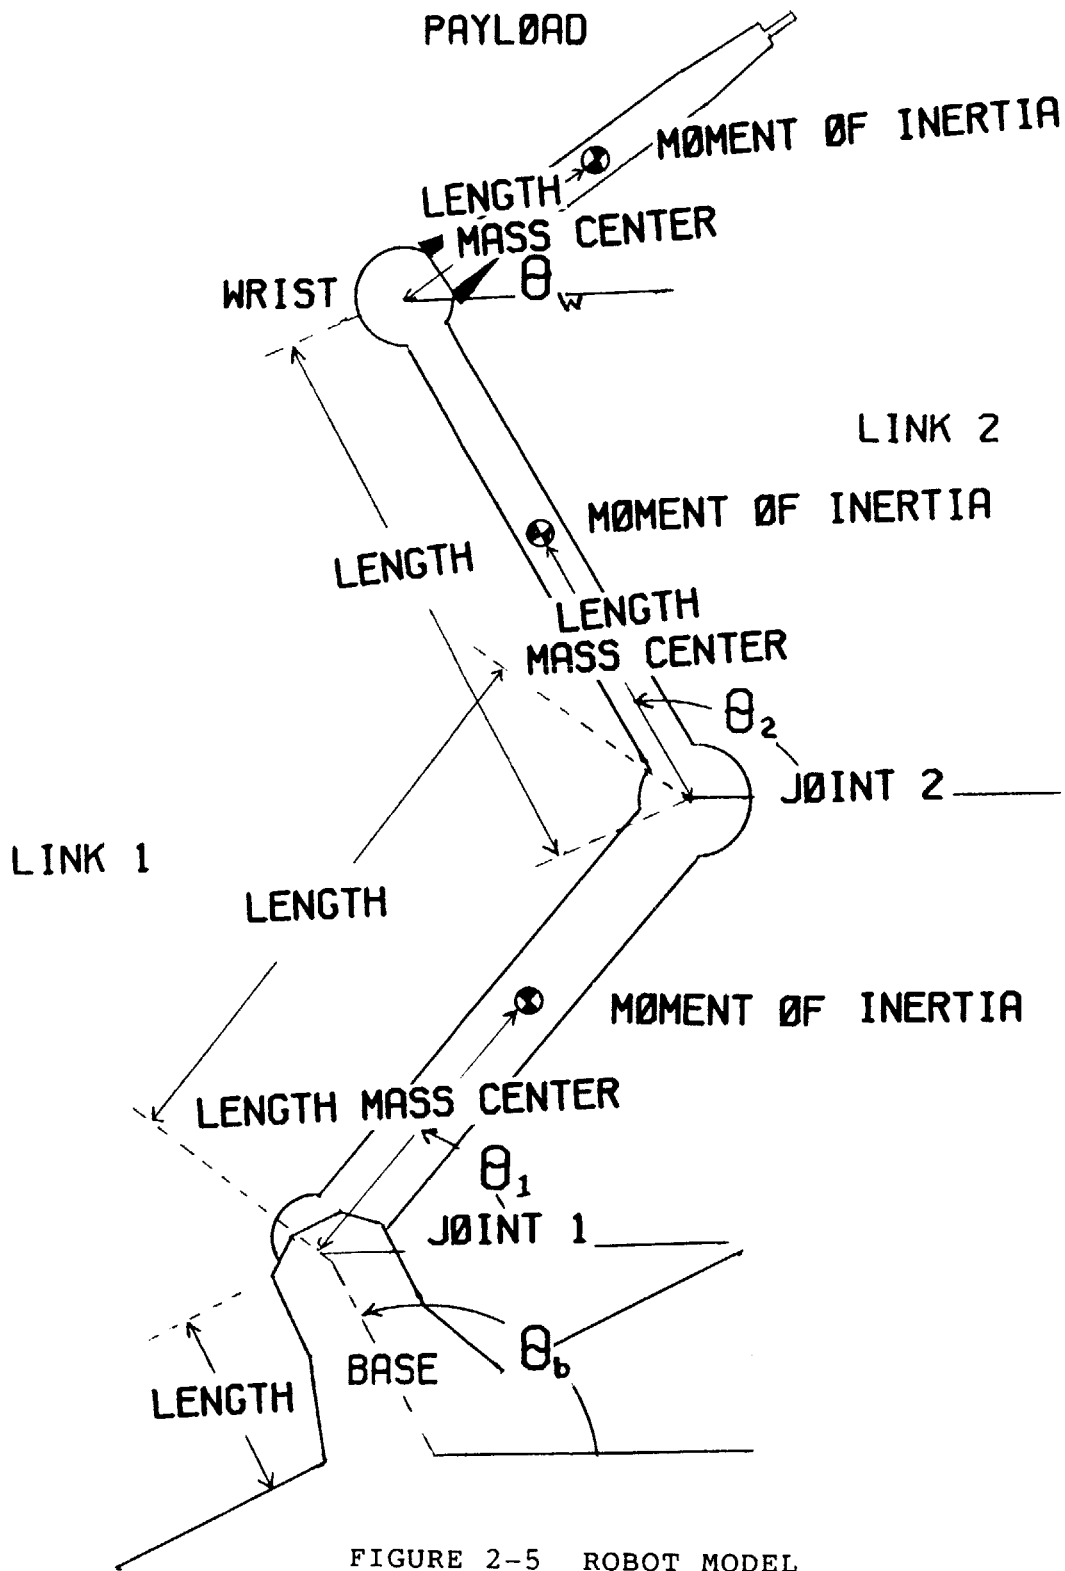 PAYLØAD
MØMENT ØF INERTIA
LENGTH
MASS CENTER
θw
WRIST
LINK 2
MØMENT ØF INERTIA
LENGTH
LENGTH
MASS CENTER
θ2
JØINT 2
LINK 1
LENGTH
MØMENT ØF INERTIA
LENGTH MASS CENTER
θ1
JØINT 1
θb
BASE
LENGTH
FIGURE 2-5 ROBOT MODEL